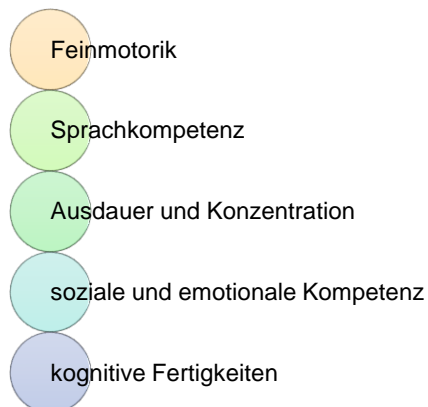 Feinmotorik
Sprachkompetenz
Ausdauer und Konzentration
soziale und emotionale Kompetenz
kognitive Fertigkeiten